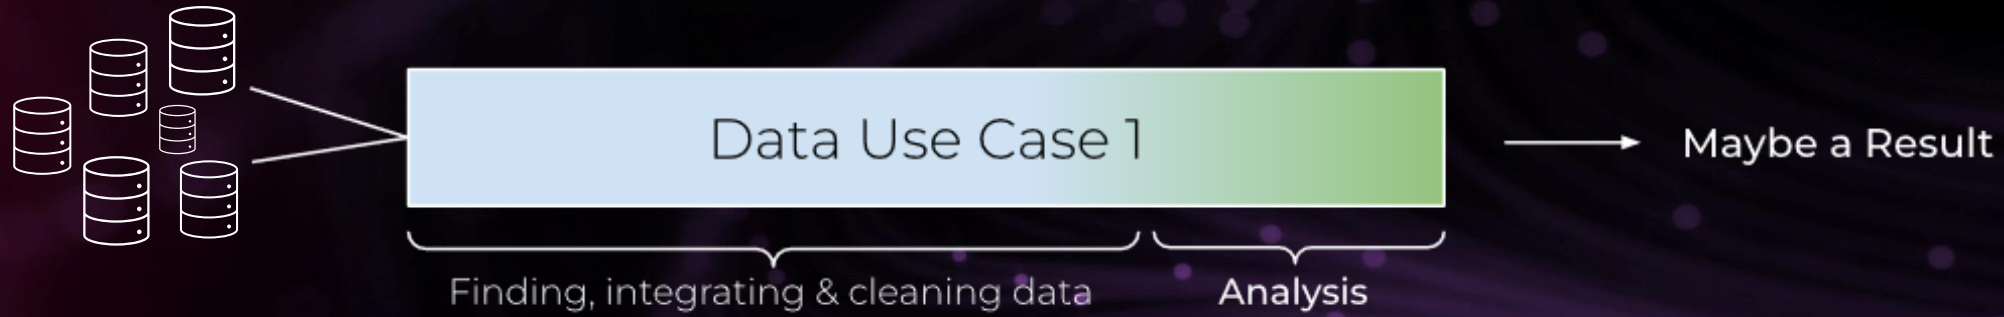 Data Use Case 1
Maybe a Result
Finding, integrating & cleaning data
Analysis